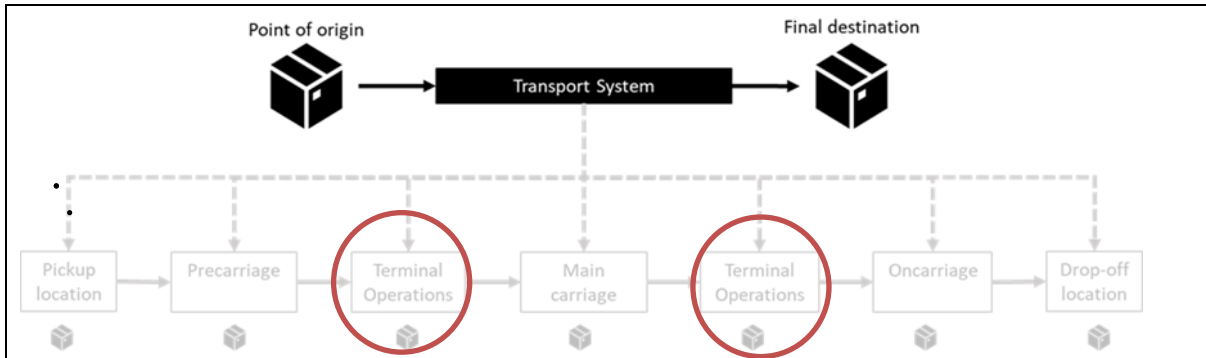 Point of origin
Final destination
Transport System
Pickup
location
Precarriage
Terminal
Operations
Main
carriage
Terminal
Operations
Oncarriage
Drop-off
location